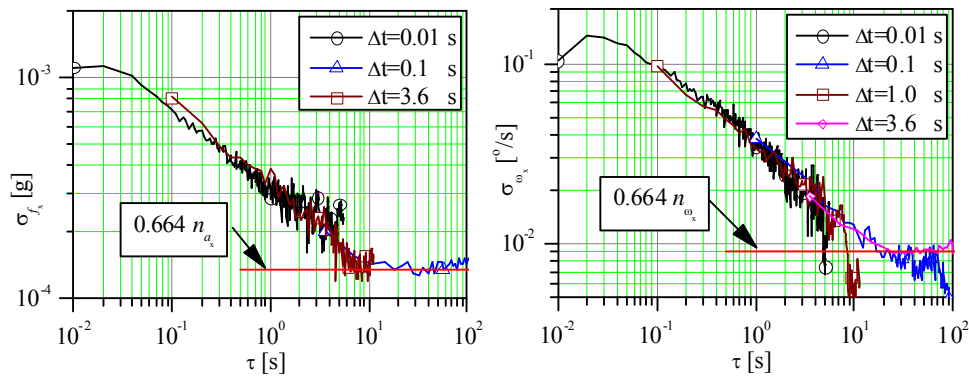 10⁻³
10⁻⁴
σ_{f_x} [g]
Δt=0.01 s
Δt=0.1 s
Δt=3.6 s
0.664 n_{a_x}
10⁻² 10⁻¹ 10⁰ 10¹ 10²
τ [s]
10⁻¹
10⁻²
σ_{ω_x} [º/s]
Δt=0.01 s
Δt=0.1 s
Δt=1.0 s
Δt=3.6 s
0.664 n_{ω_x}
10⁻² 10⁻¹ 10⁰ 10¹ 10²
τ [s]